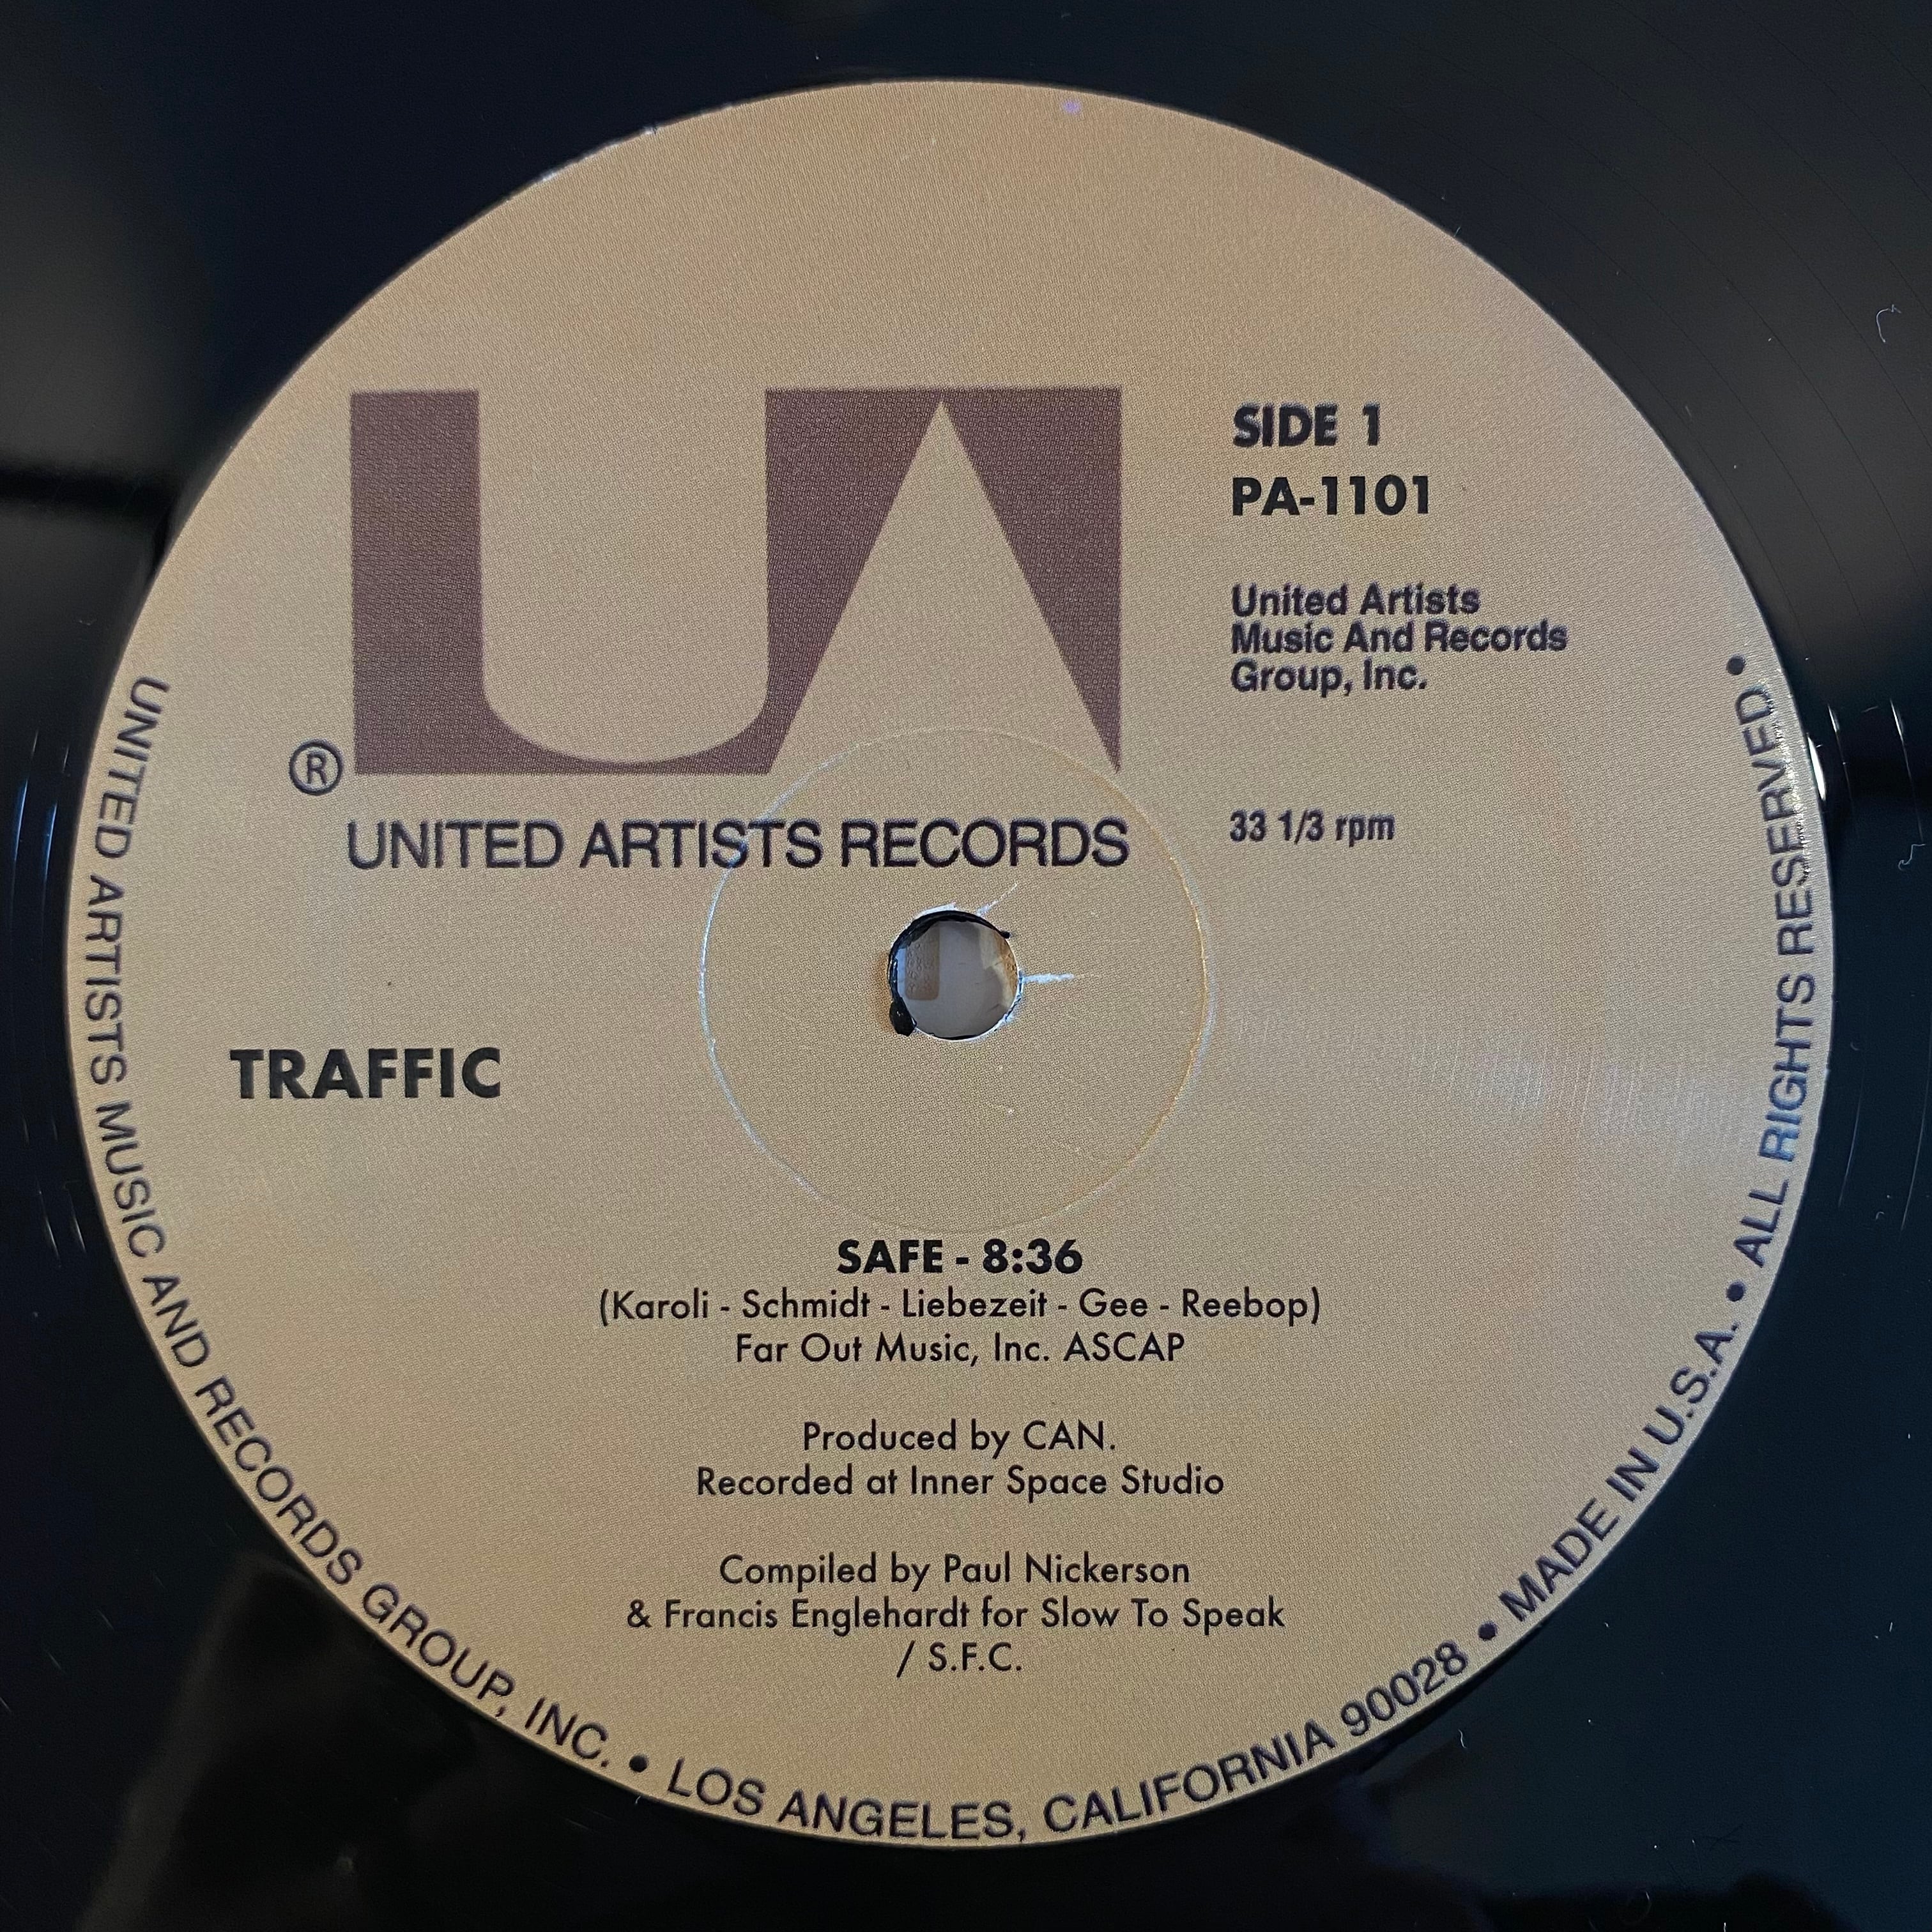 UA
SIDE 1
PA-1101
United Artists
Music And Records
Group, Inc.
®
UNITED ARTISTS RECORDS
33 1/3 rpm
TRAFFIC
SAFE - 8:36
(Karoli - Schmidt - Liebezeit - Gee - Reebop)
Far Out Music, Inc. ASCAP
Produced by CAN.
Recorded at Inner Space Studio
Compiled by Paul Nickerson
& Francis Englehardt for Slow To Speak
/ S.F.C.
UNITED ARTISTS MUSIC AND RECORDS GROUP, INC. • LOS ANGELES, CALIFORNIA 90028 • MADE IN U.S.A. • ALL RIGHTS RESERVED •